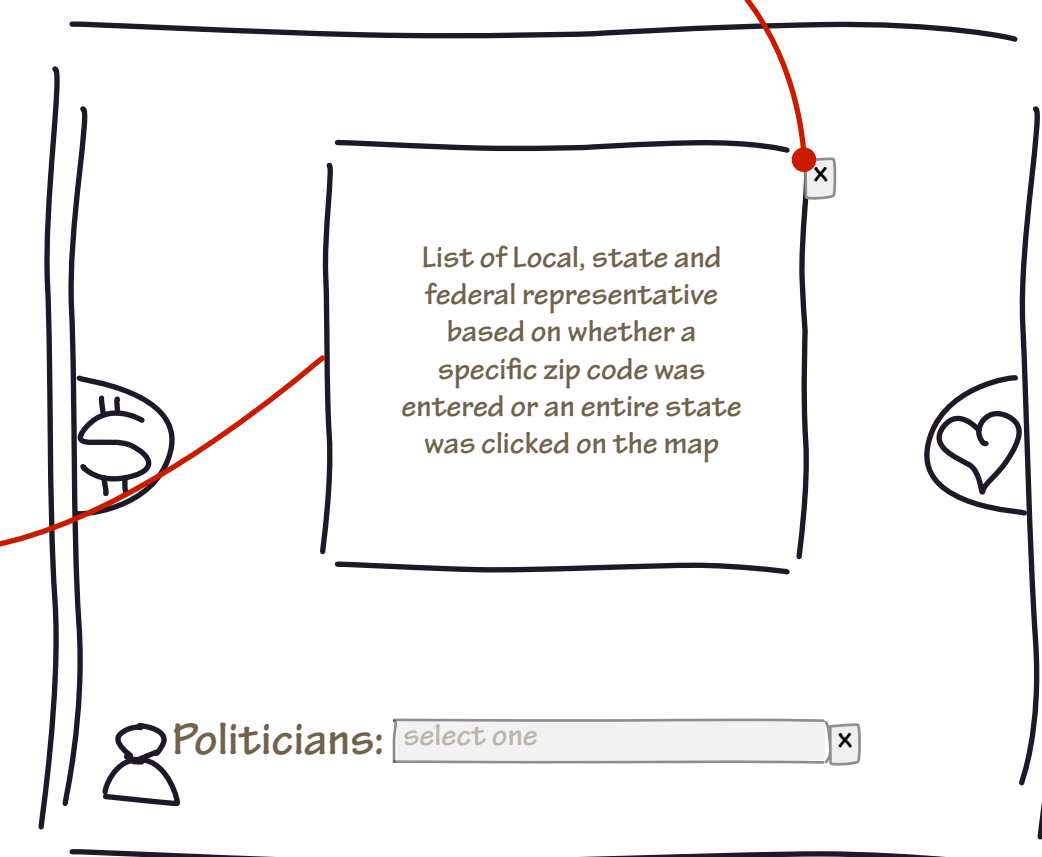 x
List of Local, state and
federal representative
based on whether a
specific zip code was
entered or an entire state
was clicked on the map
$
Politicians: select one x